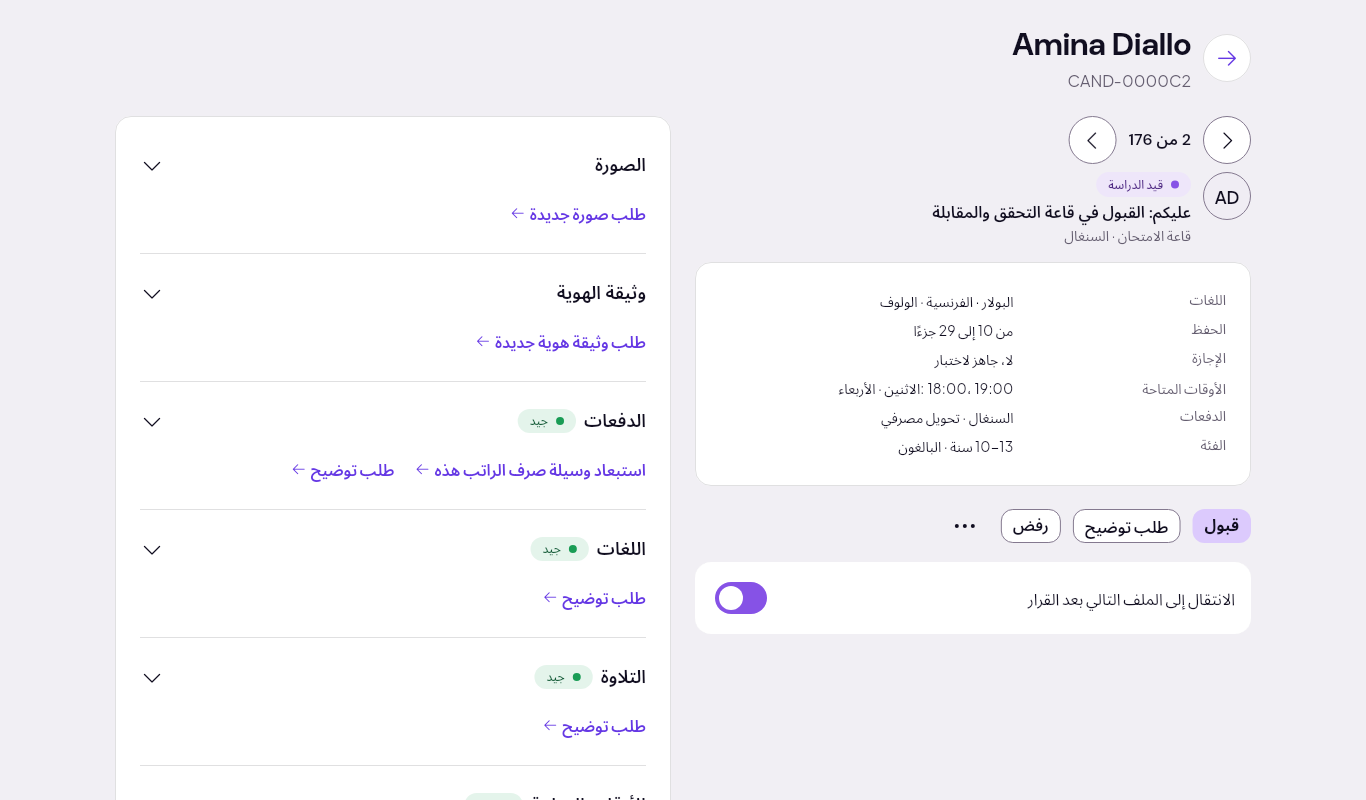 Amina Diallo
CAND-0000C2
2 من 176
قيد الدراسة
AD
عليكم: القبول في قاعة التحقق والمقابلة
قاعة الامتحان · السنغال
اللغات
البولار · الفرنسية · الولوف
الحفظ
من 10 إلى 29 جزءًا
الإجازة
لا، جاهز لاختبار
الأوقات المتاحة
الاثنين · الأربعاء: 18:00، 19:00
الدفعات
السنغال · تحويل مصرفي
الفئة
10–13 سنة · البالغون
قبول
طلب توضيح
رفض
الانتقال إلى الملف التالي بعد القرار
الصورة
طلب صورة جديدة ←
وثيقة الهوية
طلب وثيقة هوية جديدة ←
الدفعات جيد
استبعاد وسيلة صرف الراتب هذه ← طلب توضيح ←
اللغات جيد
طلب توضيح ←
التلاوة جيد
طلب توضيح ←